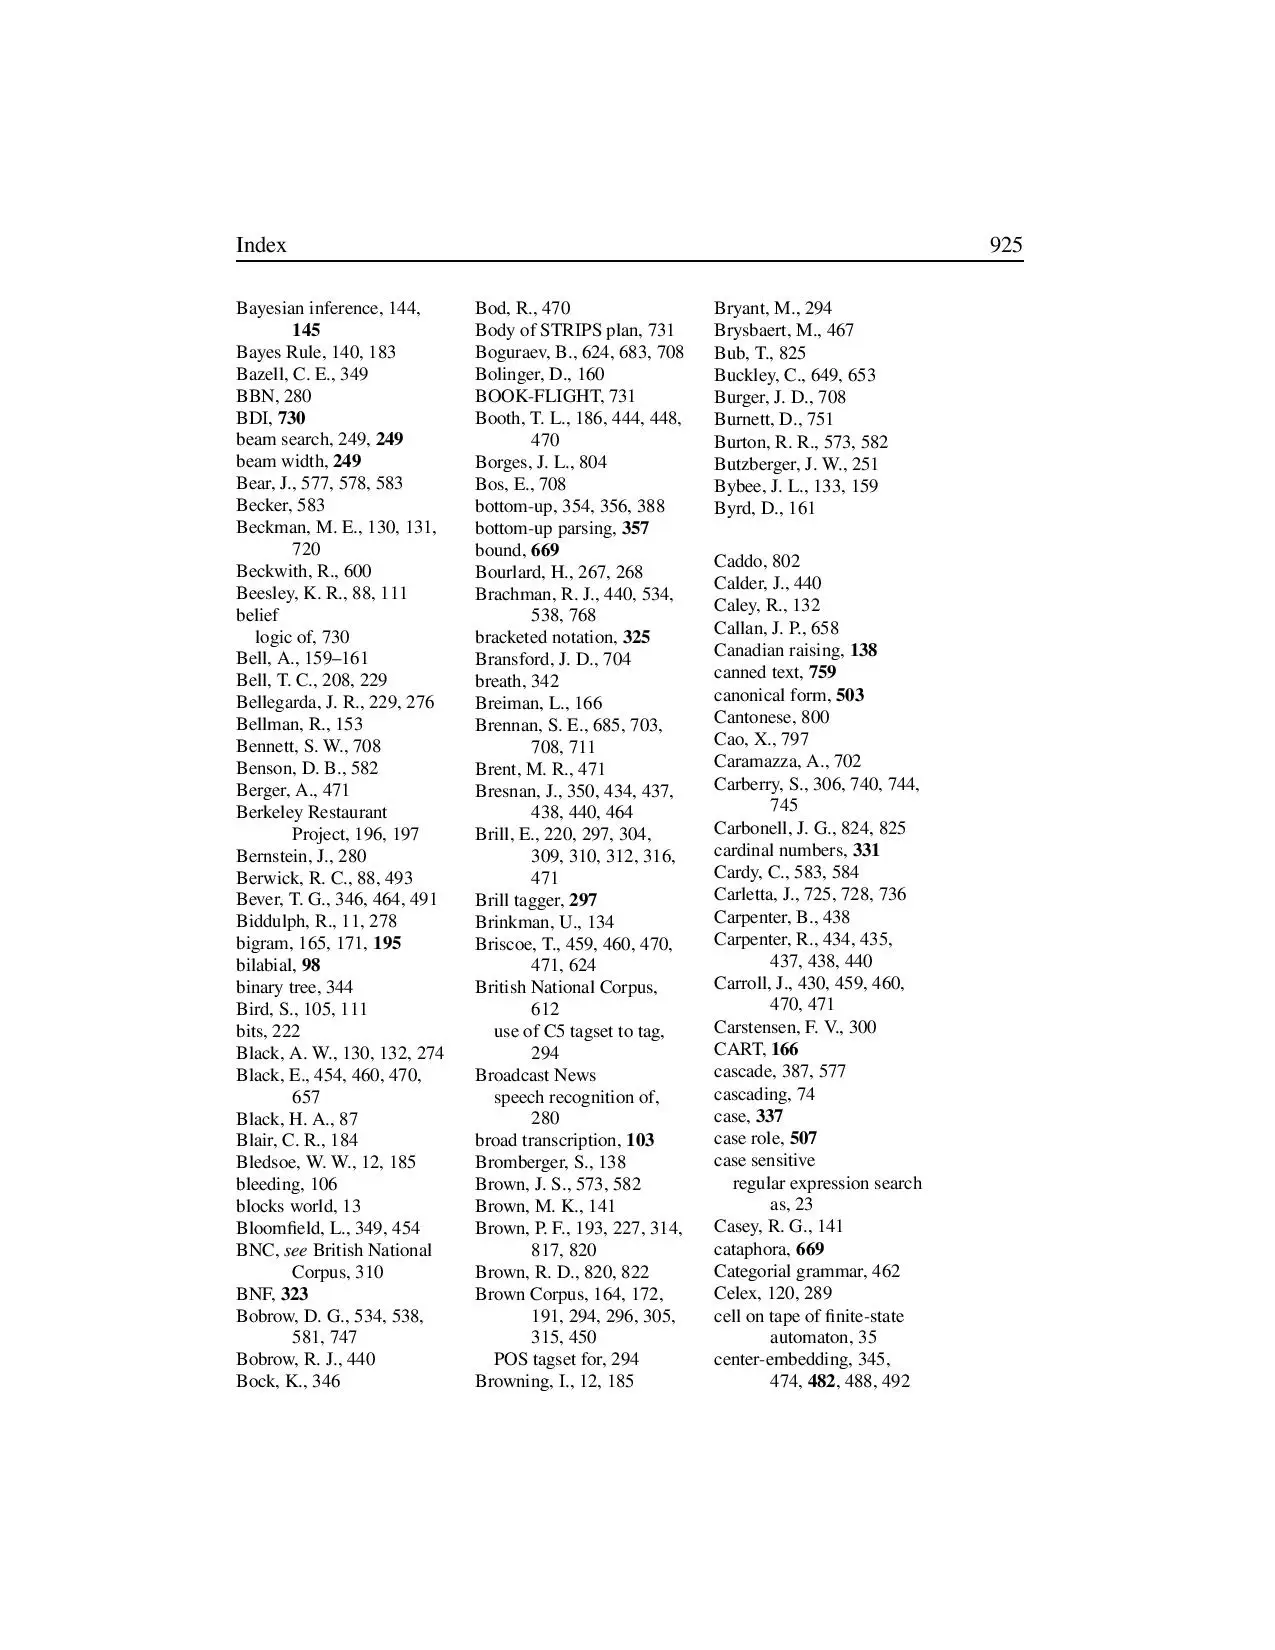 Index 925
Bayesian inference, 144,
145
Bayes Rule, 140, 183
Bazell, C. E., 349
BBN, 280
BDI, 730
beam search, 249, 249
beam width, 249
Bear, J., 577, 578, 583
Becker, 583
Beckman, M. E., 130, 131,
720
Beckwith, R., 600
Beesley, K. R., 88, 111
belief
logic of, 730
Bell, A., 159–161
Bell, T. C., 208, 229
Bellegarda, J. R., 229, 276
Bellman, R., 153
Bennett, S. W., 708
Benson, D. B., 582
Berger, A., 471
Berkeley Restaurant
Project, 196, 197
Bernstein, J., 280
Berwick, R. C., 88, 493
Bever, T. G., 346, 464, 491
Biddulph, R., 11, 278
bigram, 165, 171, 195
bilabial, 98
binary tree, 344
Bird, S., 105, 111
bits, 222
Black, A. W., 130, 132, 274
Black, E., 454, 460, 470,
657
Black, H. A., 87
Blair, C. R., 184
Bledsoe, W. W., 12, 185
bleeding, 106
blocks world, 13
Bloomfield, L., 349, 454
BNC, see British National
Corpus, 310
BNF, 323
Bobrow, D. G., 534, 538,
581, 747
Bobrow, R. J., 440
Bock, K., 346
Bod, R., 470
Body of STRIPS plan, 731
Boguraev, B., 624, 683, 708
Bolinger, D., 160
BOOK-FLIGHT, 731
Booth, T. L., 186, 444, 448,
470
Borges, J. L., 804
Bos, E., 708
bottom-up, 354, 356, 388
bottom-up parsing, 357
bound, 669
Bourlard, H., 267, 268
Brachman, R. J., 440, 534,
538, 768
bracketed notation, 325
Bransford, J. D., 704
breath, 342
Breiman, L., 166
Brennan, S. E., 685, 703,
708, 711
Brent, M. R., 471
Bresnan, J., 350, 434, 437,
438, 440, 464
Brill, E., 220, 297, 304,
309, 310, 312, 316,
471
Brill tagger, 297
Brinkman, U., 134
Briscoe, T., 459, 460, 470,
471, 624
British National Corpus,
612
use of C5 tagset to tag,
294
Broadcast News
speech recognition of,
280
broad transcription, 103
Bromberger, S., 138
Brown, J. S., 573, 582
Brown, M. K., 141
Brown, P. F., 193, 227, 314,
817, 820
Brown, R. D., 820, 822
Brown Corpus, 164, 172,
191, 294, 296, 305,
315, 450
POS tagset for, 294
Browning, I., 12, 185
Bryant, M., 294
Brysbaert, M., 467
Bub, T., 825
Buckley, C., 649, 653
Burger, J. D., 708
Burnett, D., 751
Burton, R. R., 573, 582
Butzberger, J. W., 251
Bybee, J. L., 133, 159
Byrd, D., 161
Caddo, 802
Calder, J., 440
Caley, R., 132
Callan, J. P., 658
Canadian raising, 138
canned text, 759
canonical form, 503
Cantonese, 800
Cao, X., 797
Caramazza, A., 702
Carberry, S., 306, 740, 744,
745
Carbonell, J. G., 824, 825
cardinal numbers, 331
Cardy, C., 583, 584
Carletta, J., 725, 728, 736
Carpenter, B., 438
Carpenter, R., 434, 435,
437, 438, 440
Carroll, J., 430, 459, 460,
470, 471
Carstensen, F. V., 300
CART, 166
cascade, 387, 577
cascading, 74
case, 337
case role, 507
case sensitive
regular expression search
as, 23
Casey, R. G., 141
cataphora, 669
Categorial grammar, 462
Celex, 120, 289
cell on tape of finite-state
automaton, 35
center-embedding, 345,
474, 482, 488, 492